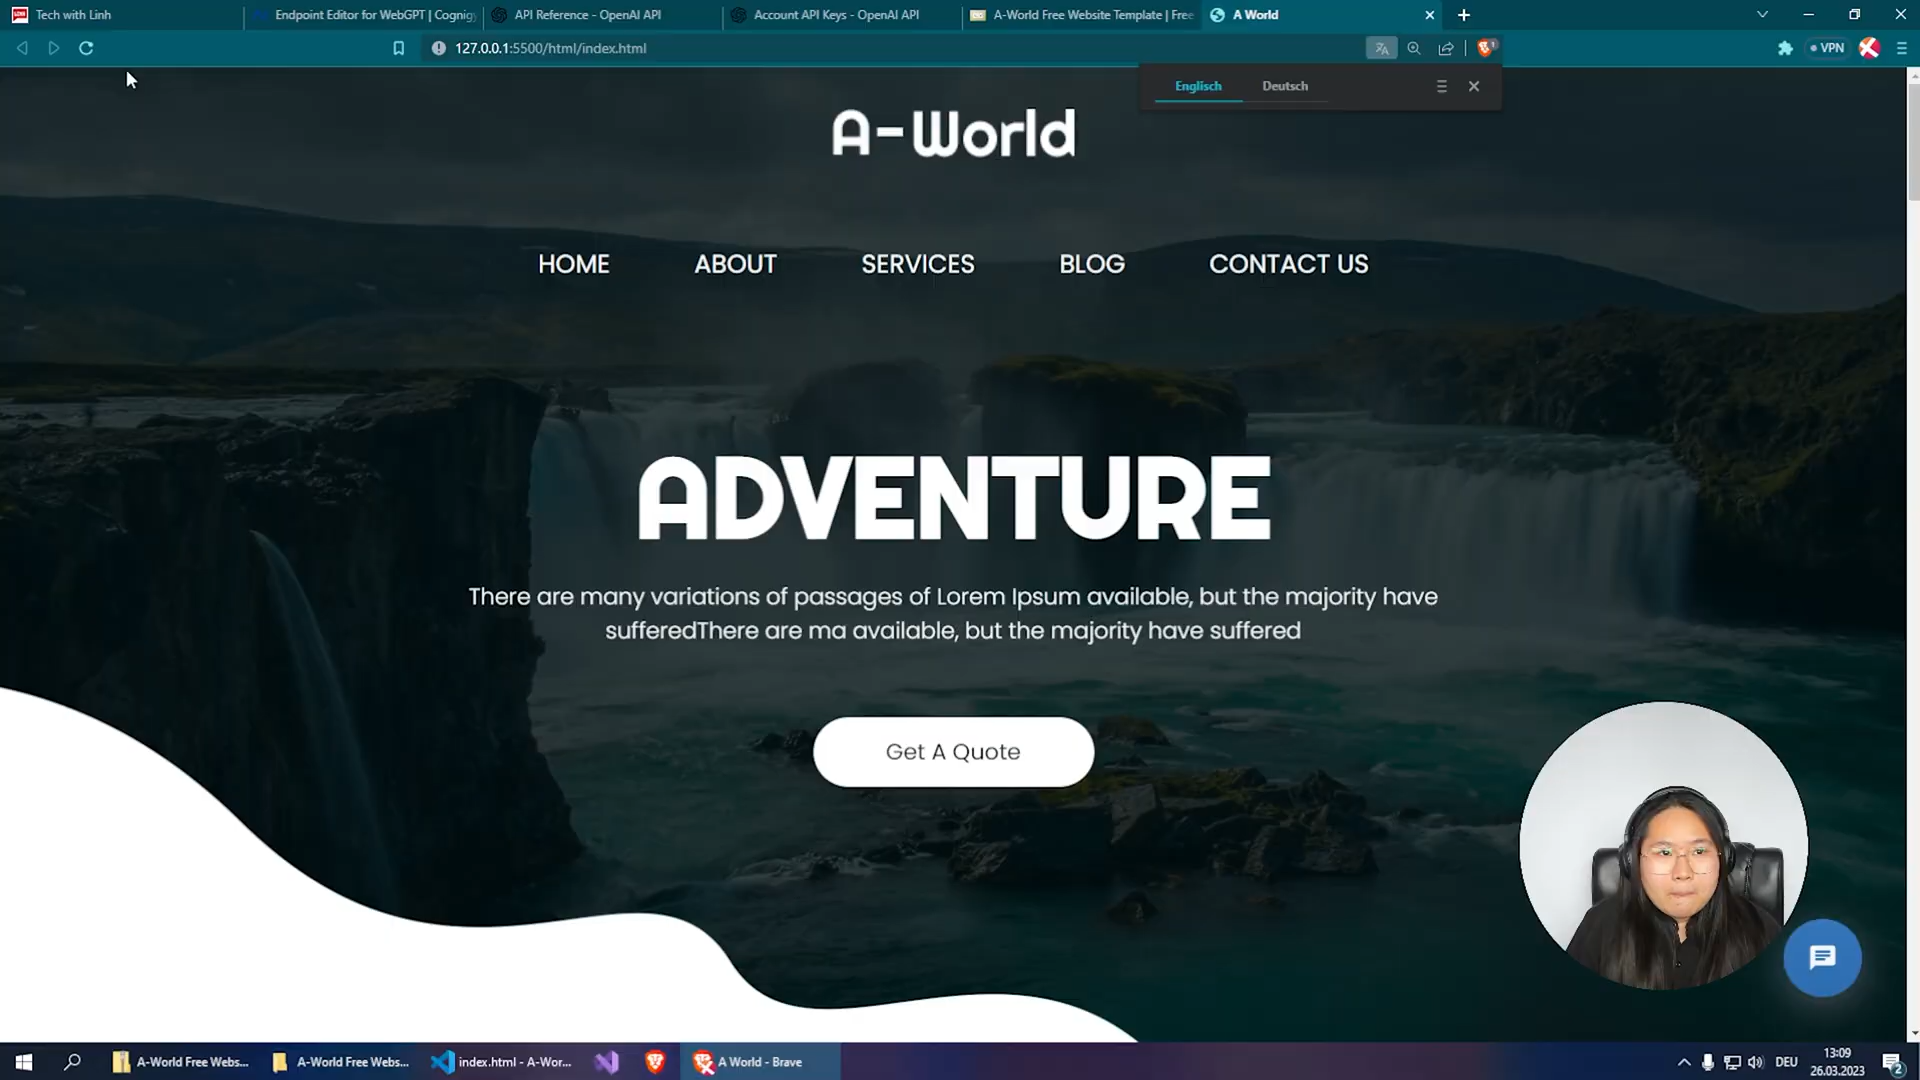 Tech with Linh
Endpoint Editor for WebGPT | Cognigy
API Reference - OpenAI API
Account API Keys - OpenAI API
A-World Free Website Template | Free
A World
127.0.0.1:5500/html/index.html
VPN
Englisch
Deutsch
A-World
HOME
ABOUT
SERVICES
BLOG
CONTACT US
ADVENTURE
There are many variations of passages of Lorem Ipsum available, but the majority have
sufferedThere are ma available, but the majority have suffered
Get A Quote
A-World Free Webs...
A-World Free Webs...
index.html - A-Wor...
A World - Brave
DEU
13:09
26.03.2023
2